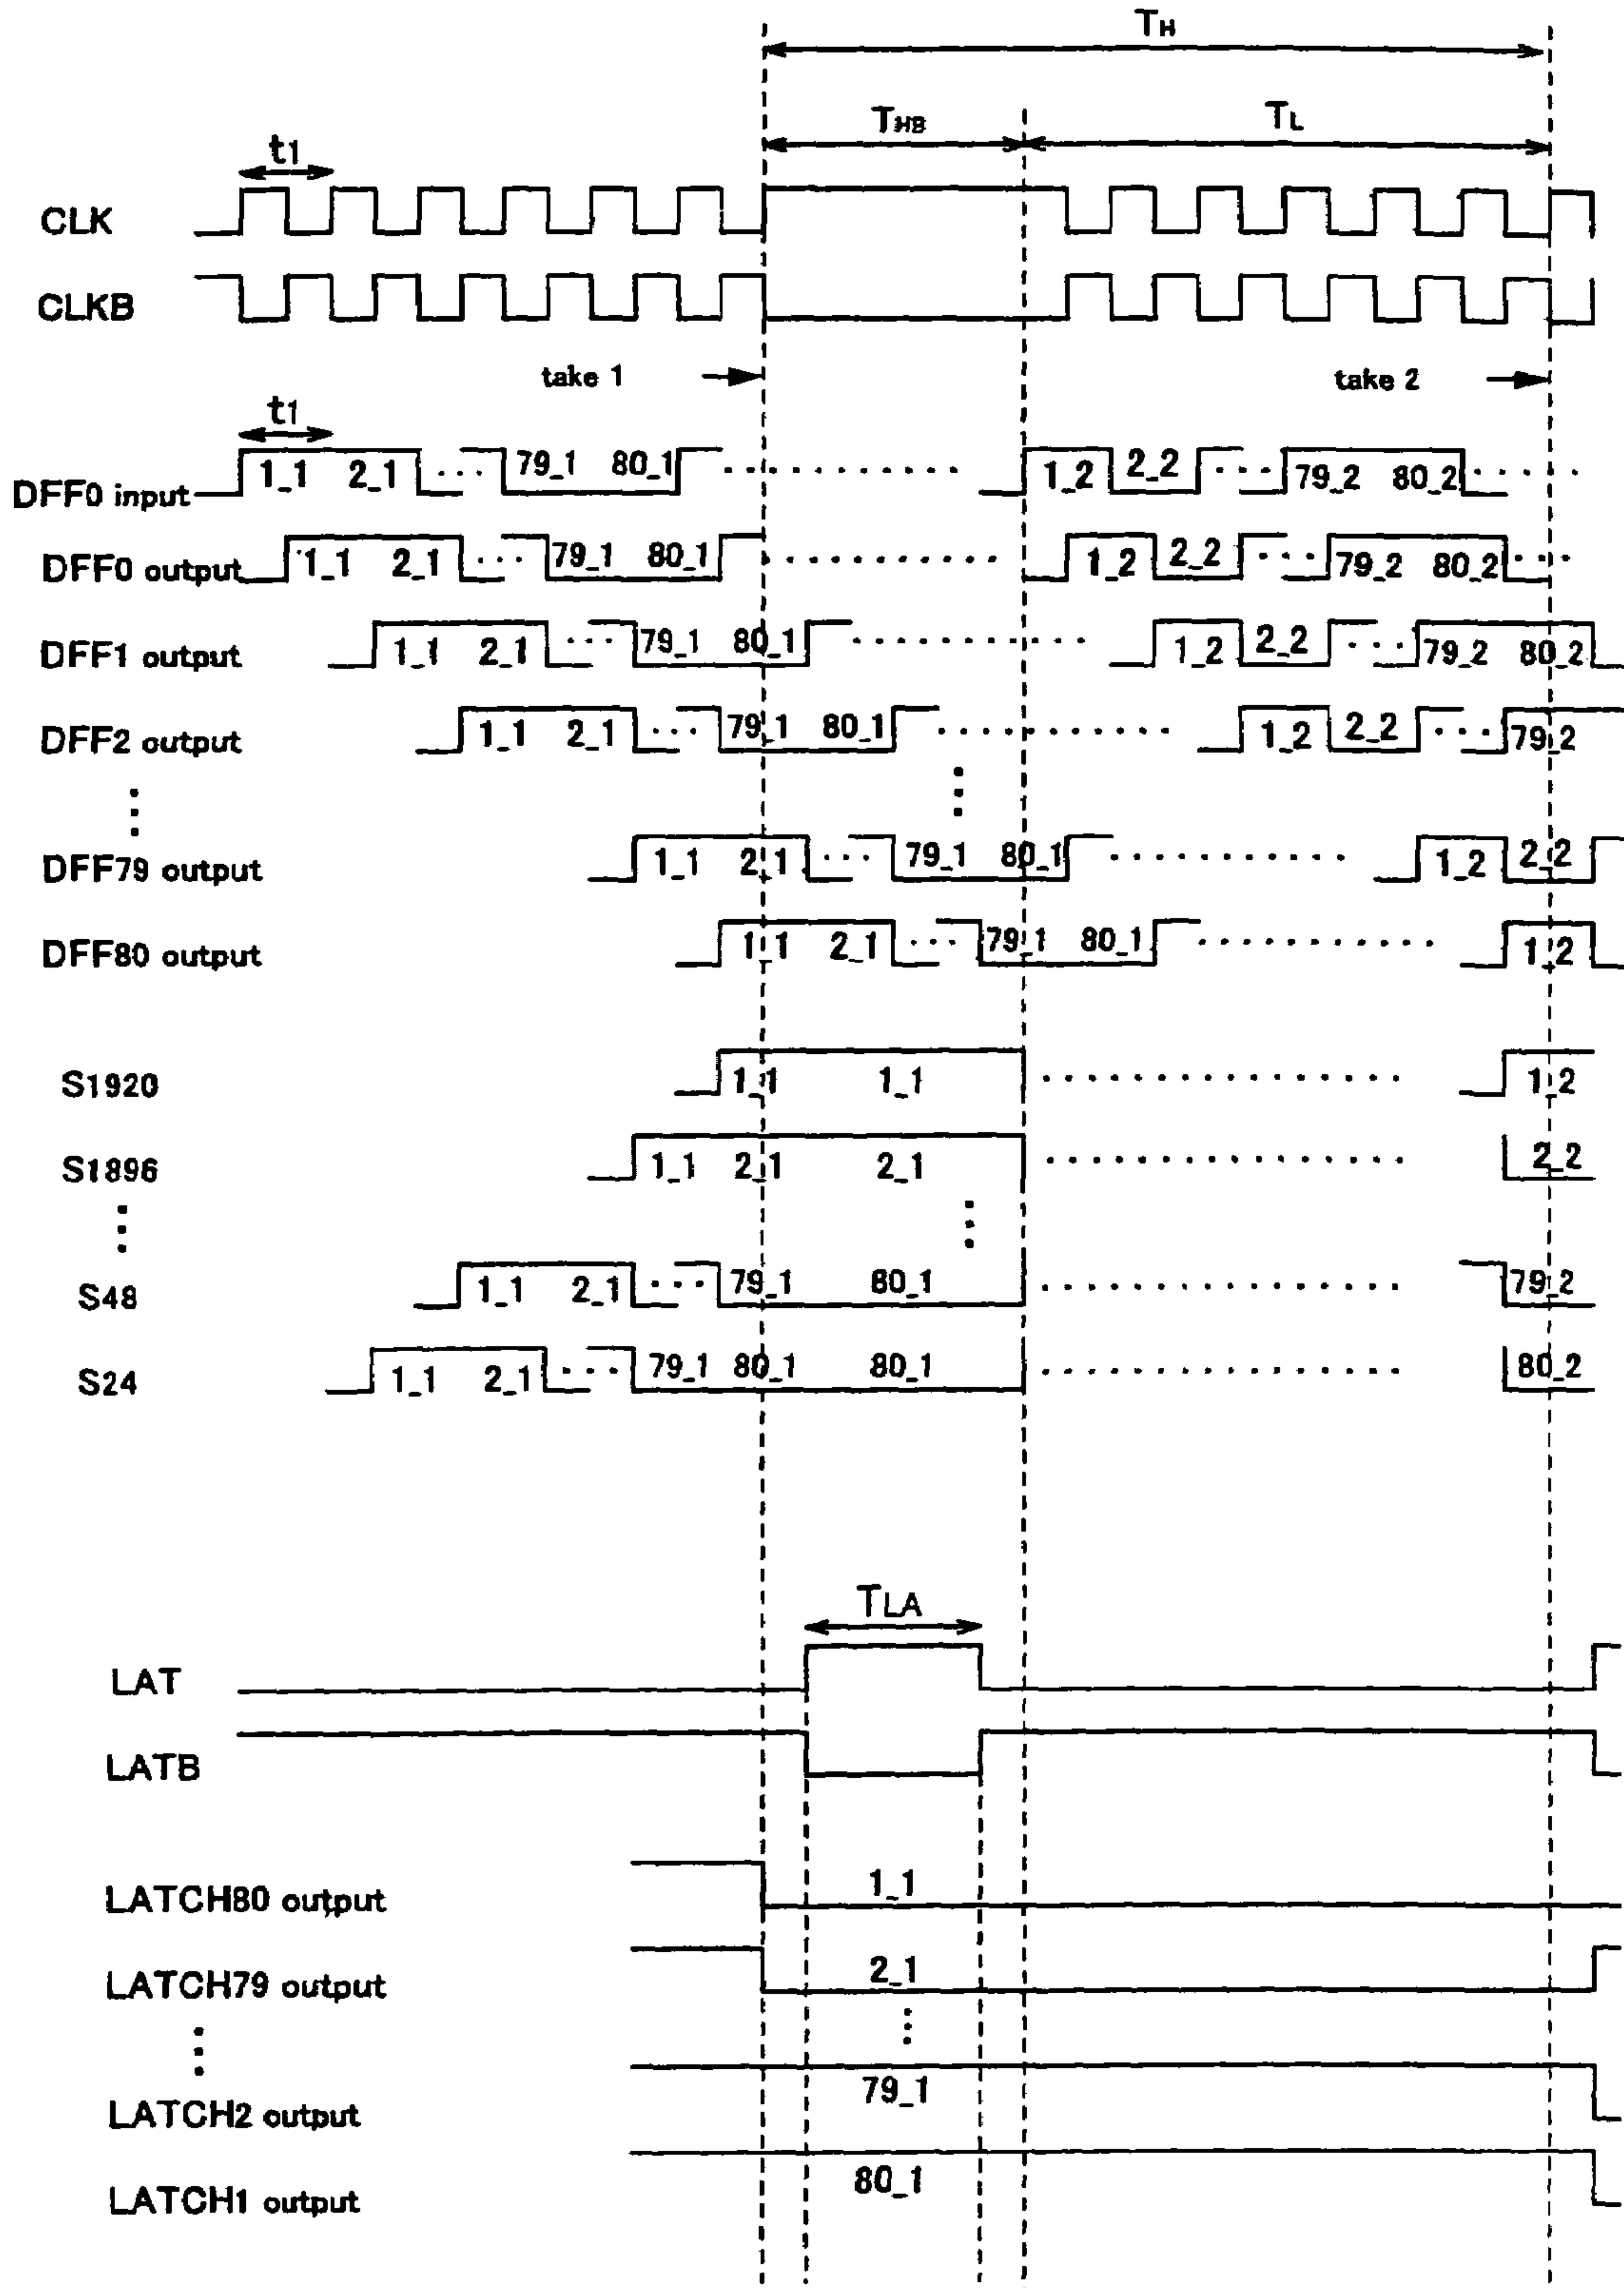 TH
THB TL
t1
CLK
CLKB
take 1 take 2
t1
DFF0 input 1_1 2_1 79_1 80_1 1_2 2_2 79_2 80_2
DFF0 output 1_1 2_1 79_1 80_1 1_2 2_2 79_2 80_2
DFF1 output 1_1 2_1 79_1 80_1 1_2 2_2 79_2 80_2
DFF2 output 1_1 2_1 79_1 80_1 1_2 2_2 79_2
DFF79 output 1_1 2_1 79_1 80_1 1_2 2_2
DFF80 output 1_1 2_1 79_1 80_1 1_2
S1920 1_1 1_1 1_2
S1896 1_1 2_1 2_1 2_2
S48 1_1 2_1 79_1 80_1 79_2
S24 1_1 2_1 79_1 80_1 80_1 80_2
TLA
LAT
LATB
LATCH80 output 1_1
LATCH79 output 2_1
LATCH2 output 79_1
LATCH1 output 80_1